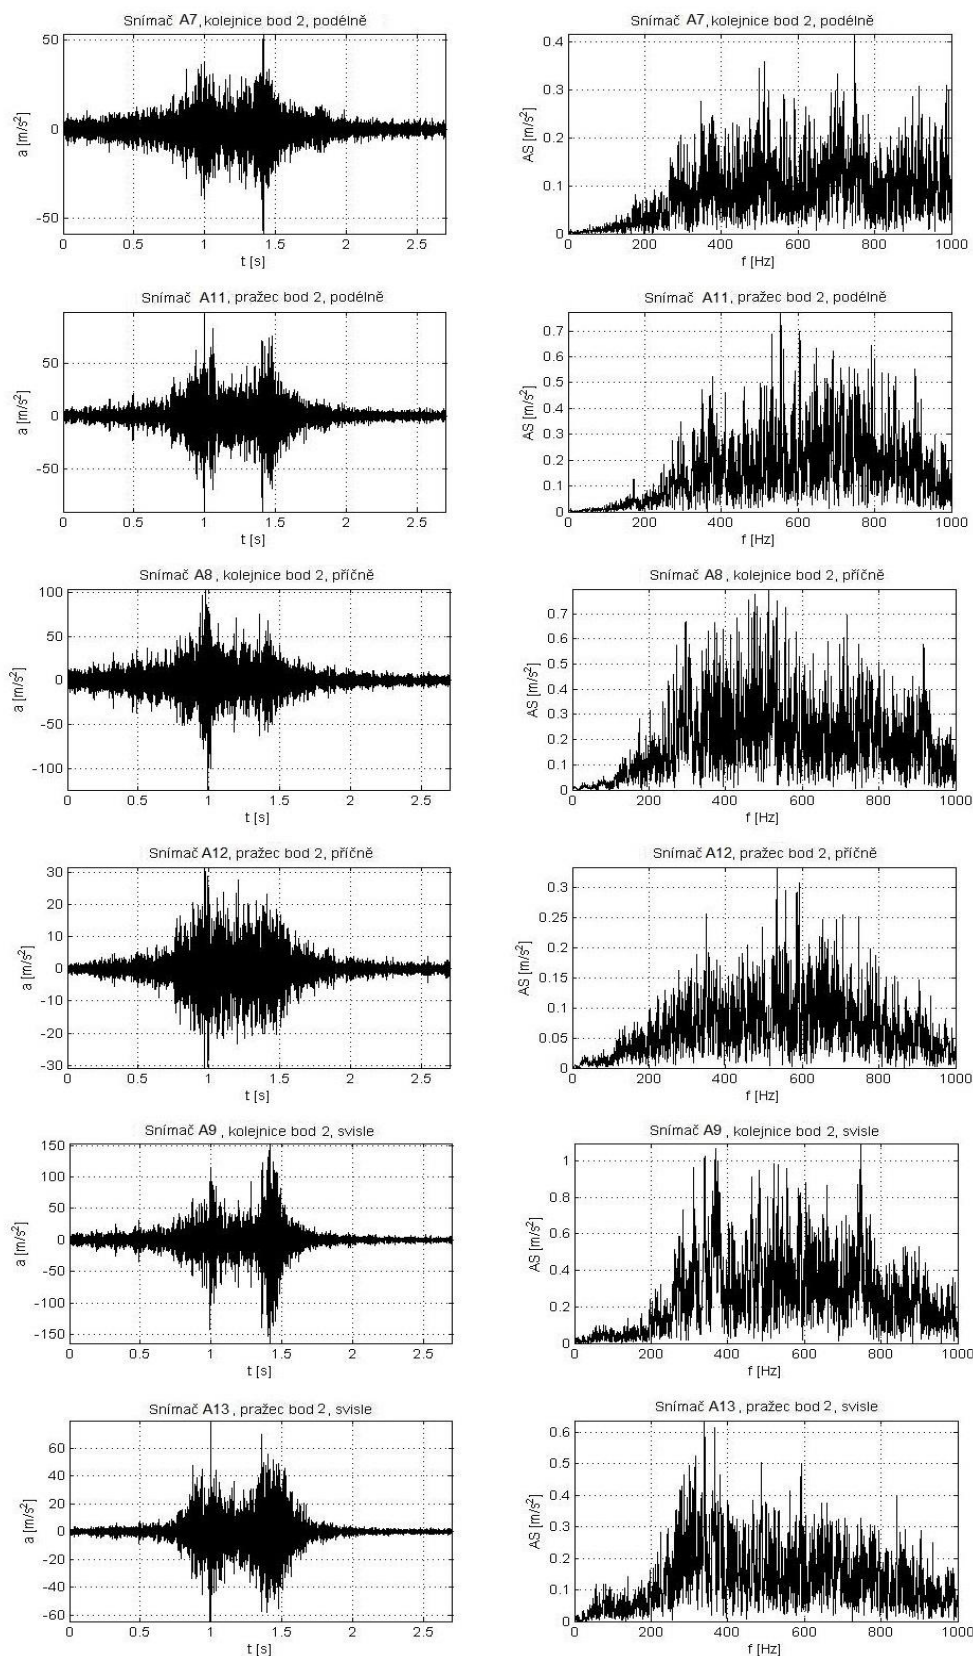 Snímač A7, kolejnice bod 2, podélně
50
0
-50
a [m/s²]
0 0.5 1 1.5 2 2.5
t [s]
Snímač A7, kolejnice bod 2, podélně
0.4
0.3
0.2
0.1
0
AS [m/s²]
0 200 400 600 800 1000
f [Hz]
Snímač A11, pražec bod 2, podélně
50
0
-50
a [m/s²]
0 0.5 1 1.5 2 2.5
t [s]
Snímač A11, pražec bod 2, podélně
0.7
0.6
0.5
0.4
0.3
0.2
0.1
0
AS [m/s²]
0 200 400 600 800 1000
f [Hz]
Snímač A8 , kolejnice bod 2, příčně
100
50
0
-50
-100
a [m/s²]
0 0.5 1 1.5 2 2.5
t [s]
Snímač A8 , kolejnice bod 2, příčně
0.7
0.6
0.5
0.4
0.3
0.2
0.1
0
AS [m/s²]
0 200 400 600 800 1000
f [Hz]
Snímač A12, pražec bod 2, příčně
30
20
10
0
-10
-20
-30
a [m/s²]
0 0.5 1 1.5 2 2.5
t [s]
Snímač A12, pražec bod 2, příčně
0.3
0.25
0.2
0.15
0.1
0.05
0
AS [m/s²]
0 200 400 600 800 1000
f [Hz]
Snímač A9 , kolejnice bod 2, svisle
150
100
50
0
-50
-100
-150
a [m/s²]
0 0.5 1 1.5 2 2.5
t [s]
Snímač A9 , kolejnice bod 2, svisle
1
0.8
0.6
0.4
0.2
0
AS [m/s²]
0 200 400 600 800 1000
f [Hz]
Snímač A13 , pražec bod 2, svisle
60
40
20
0
-20
-40
-60
a [m/s²]
0 0.5 1 1.5 2 2.5
t [s]
Snímač A13 , pražec bod 2, svisle
0.6
0.5
0.4
0.3
0.2
0.1
0
AS [m/s²]
0 200 400 600 800 1000
f [Hz]